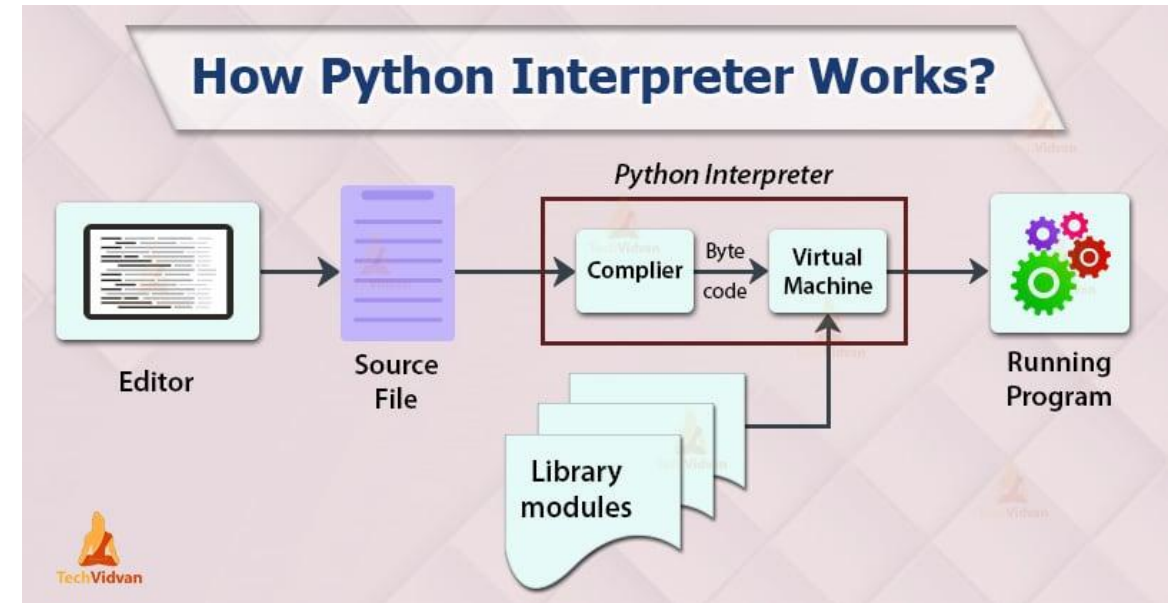 How Python Interpreter Works?
Python Interpreter
Complier
Byte
code
Virtual
Machine
Editor
Source
File
Running
Program
Library
modules
TechVidvan